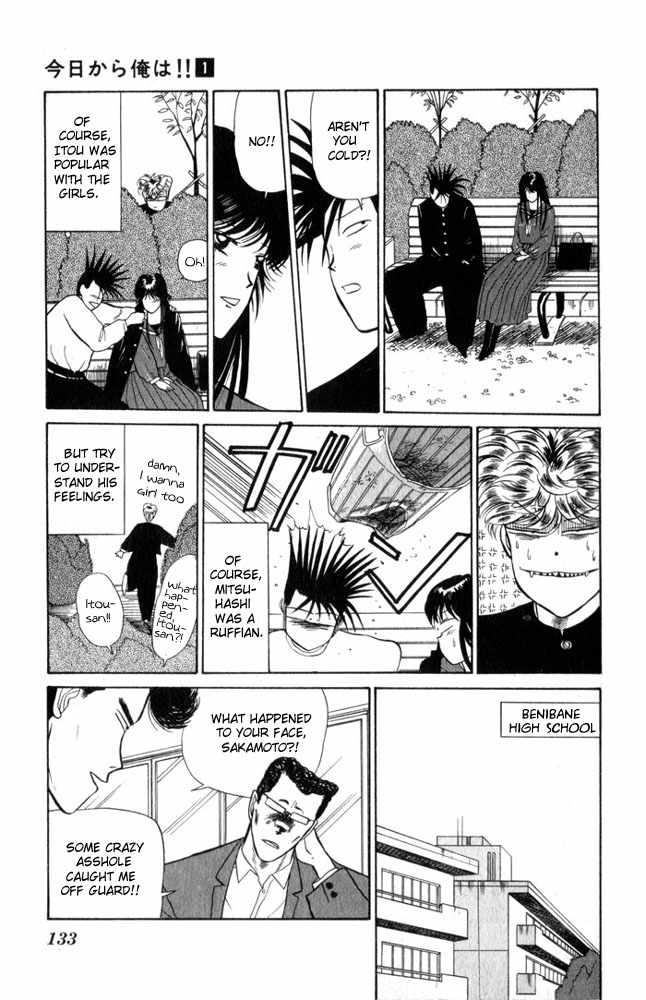 今日から俺は!! 1
AREN'T
YOU
COLD?!
NO!!
OF
COURSE,
ITOU WAS
POPULAR
WITH THE
GIRLS.
Oh!
ガガッ
OF
COURSE,
MITSU-
HASHI
WAS A
RUFFIAN.
BUT TRY
TO UNDER-
STAND HIS
FEELINGS.
damn,
I wanna
girl too
what
hap-
pen-
ed,
Itou-
san?!
Itou-
san!!
BENIBANE
HIGH SCHOOL
WHAT HAPPENED
TO YOUR FACE,
SAKAMOTO?!
SOME CRAZY
ASSHOLE
CAUGHT ME
OFF GUARD!!
133